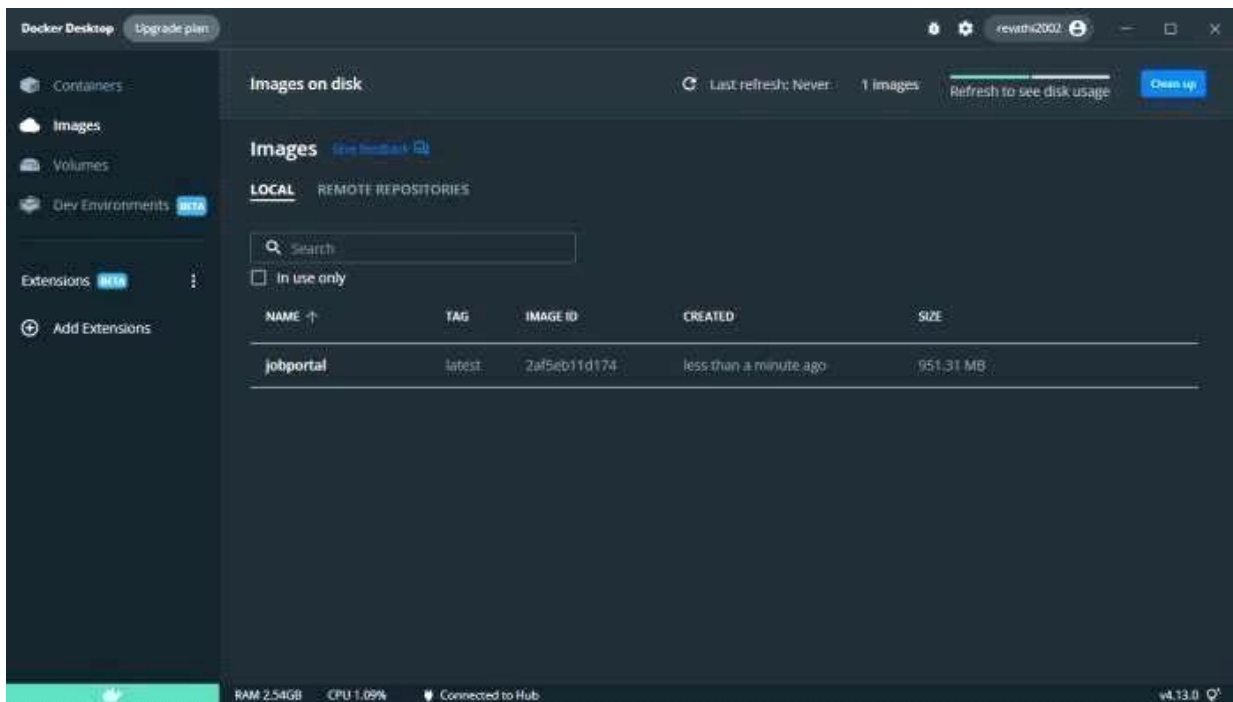 Docker Desktop Upgrade plan revathi2002
Containers
Images
Volumes
Dev Environments BETA
Extensions BETA
Add Extensions
Images on disk Last refresh: Never 1 images Refresh to see disk usage Clean up
Images Give feedback
LOCAL REMOTE REPOSITORIES
Search
In use only
NAME TAG IMAGE ID CREATED SIZE
jobportal latest 2af5eb11d174 less than a minute ago 951.31 MB
RAM 2.54GB CPU 1.09% Connected to Hub v4.13.0